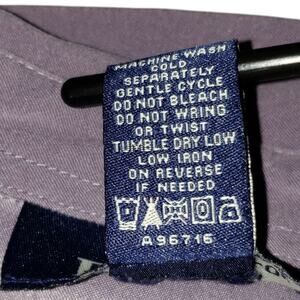 MACHINE WASH
COLD
SEPARATELY
GENTLE CYCLE
DO NOT BLEACH
DO NOT WRING
OR TWIST
TUMBLE DRY LOW
LOW IRON
ON REVERSE
IF NEEDED
A96716